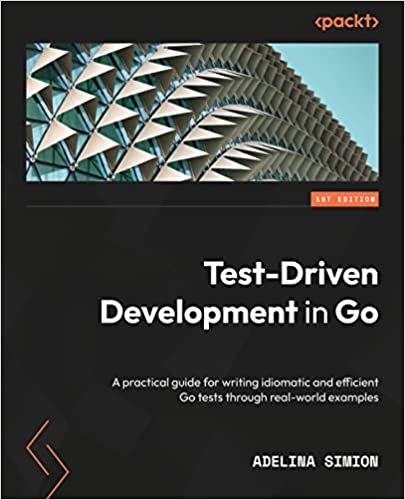 <packt>
1ST EDITION
Test-Driven
Development in Go
A practical guide for writing idiomatic and efficient
Go tests through real-world examples
ADELINA SIMION